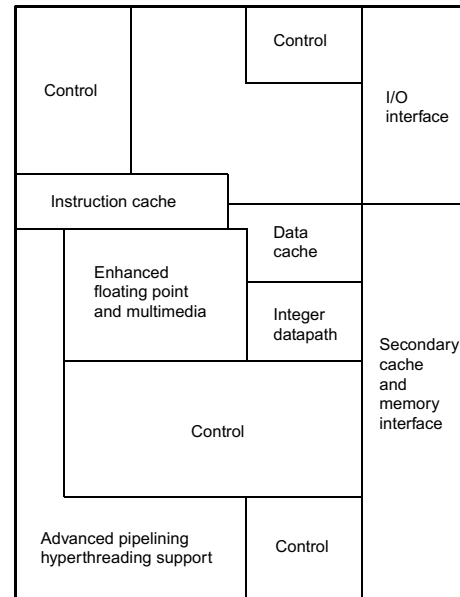 Control
Control
I/O
interface
Instruction cache
Data
cache
Enhanced
floating point
and multimedia
Integer
datapath
Secondary
cache
and
memory
interface
Control
Advanced pipelining
hyperthreading support
Control